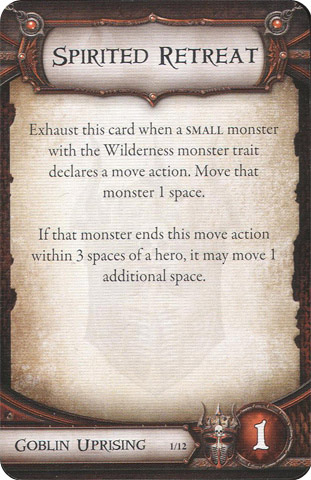 Spirited Retreat
Exhaust this card when a SMALL monster
with the Wilderness monster trait
declares a move action. Move that
monster 1 space.
If that monster ends this move action
within 3 spaces of a hero, it may move 1
additional space.
Goblin Uprising 1/12 1